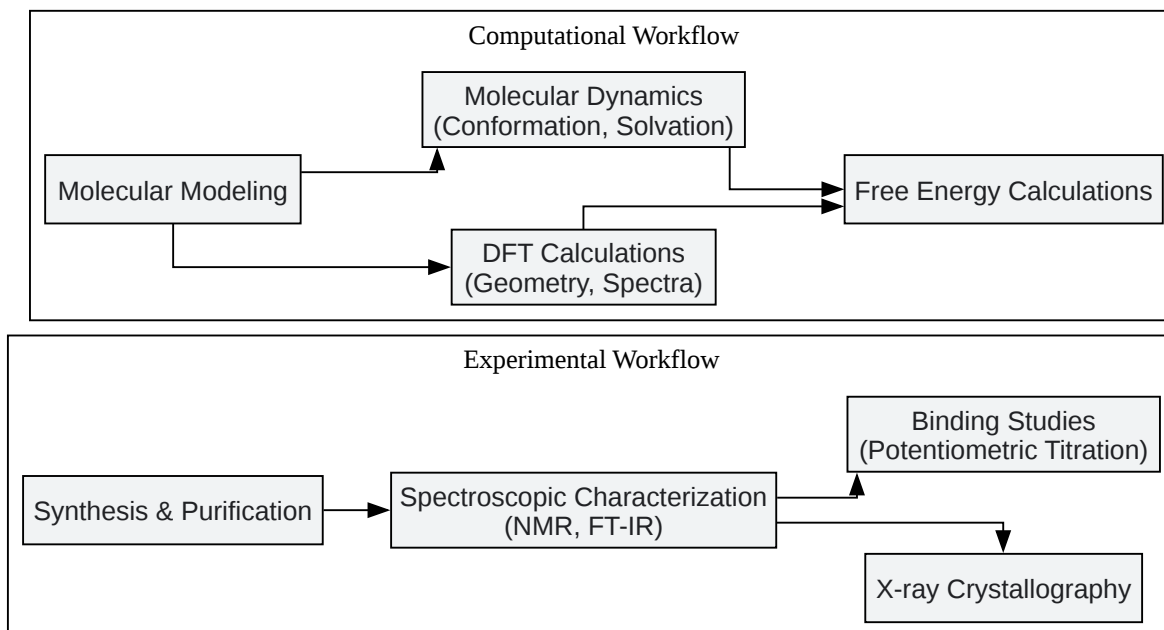 Computational Workflow
Molecular Dynamics
(Conformation, Solvation)
Molecular Modeling
Free Energy Calculations
DFT Calculations
(Geometry, Spectra)
Experimental Workflow
Binding Studies
(Potentiometric Titration)
Synthesis & Purification
Spectroscopic Characterization
(NMR, FT-IR)
X-ray Crystallography